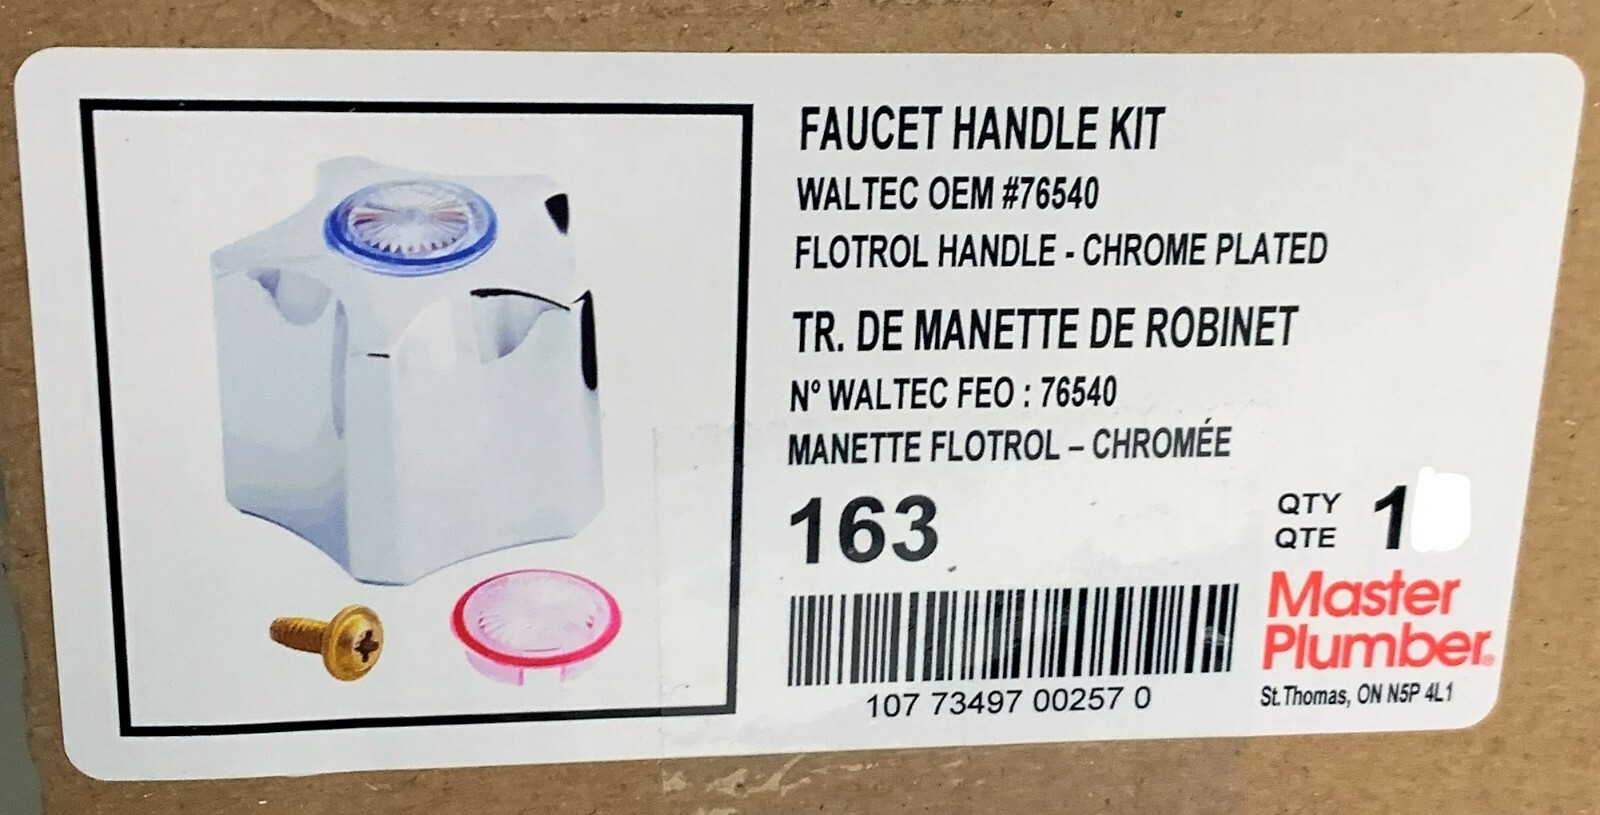 FAUCET HANDLE KIT
WALTEC OEM #76540
FLOTROL HANDLE - CHROME PLATED
TR. DE MANETTE DE ROBINET
Nº WALTEC FEO : 76540
MANETTE FLOTROL – CHROMÉE
163
QTY
QTE
1
107 73497 00257 0
Master
Plumber®
St. Thomas, ON N5P 4L1